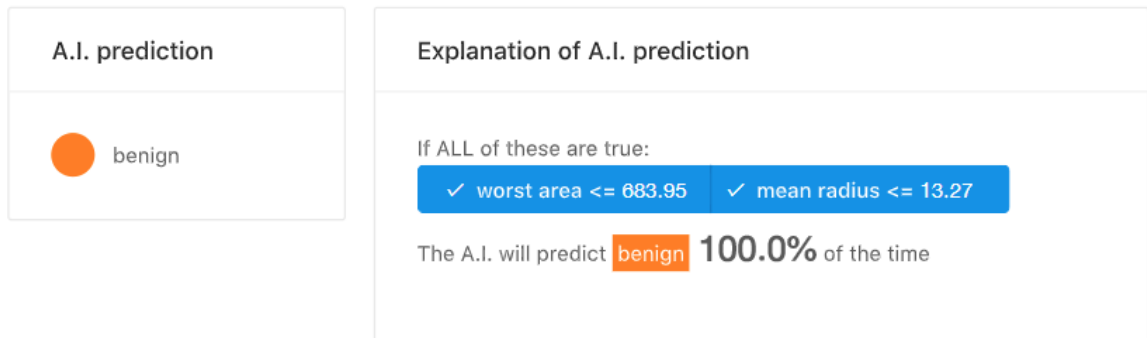 A.I. prediction
benign
Explanation of A.I. prediction
If ALL of these are true:
✓ worst area <= 683.95 ✓ mean radius <= 13.27
The A.I. will predict benign 100.0% of the time